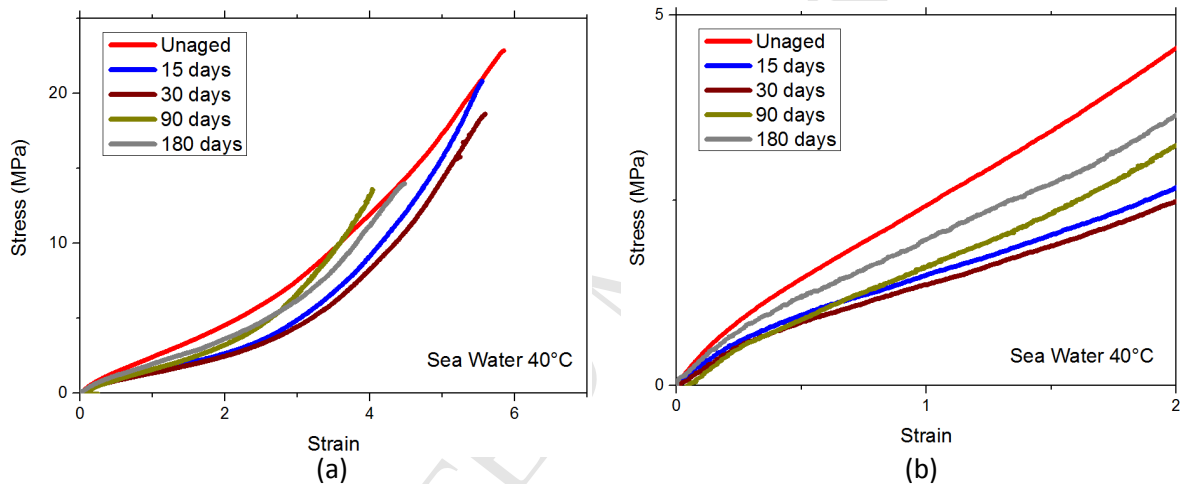 Unaged
15 days
30 days
90 days
180 days
20
10
0
Stress (MPa)
Sea Water 40°C
0
2
4
6
Strain
(a)
5
Unaged
15 days
30 days
90 days
180 days
0
Stress (MPa)
Sea Water 40°C
0
1
2
Strain
(b)